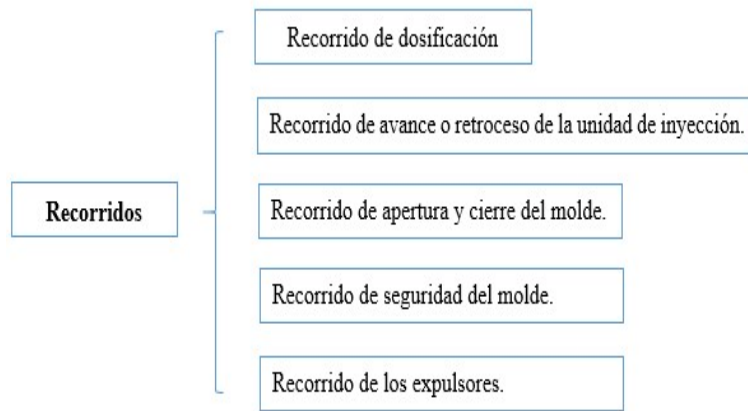 Recorrido de dosificación
Recorrido de avance o retroceso de la unidad de inyección.
Recorridos
Recorrido de apertura y cierre del molde.
Recorrido de seguridad del molde.
Recorrido de los expulsores.